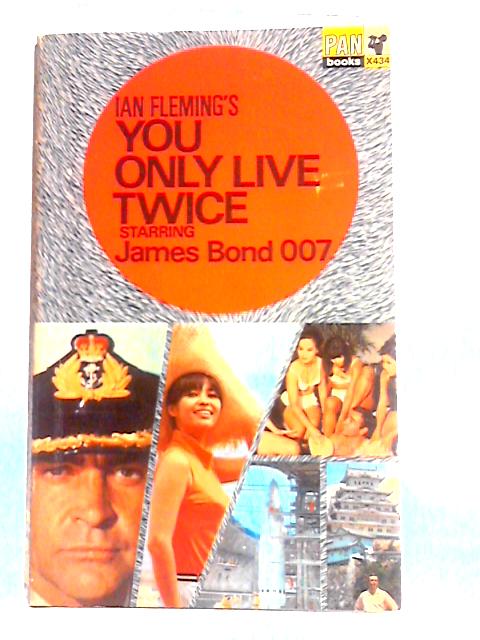 PAN
books X434
IAN FLEMING'S
YOU
ONLY LIVE
TWICE
STARRING
James Bond 007